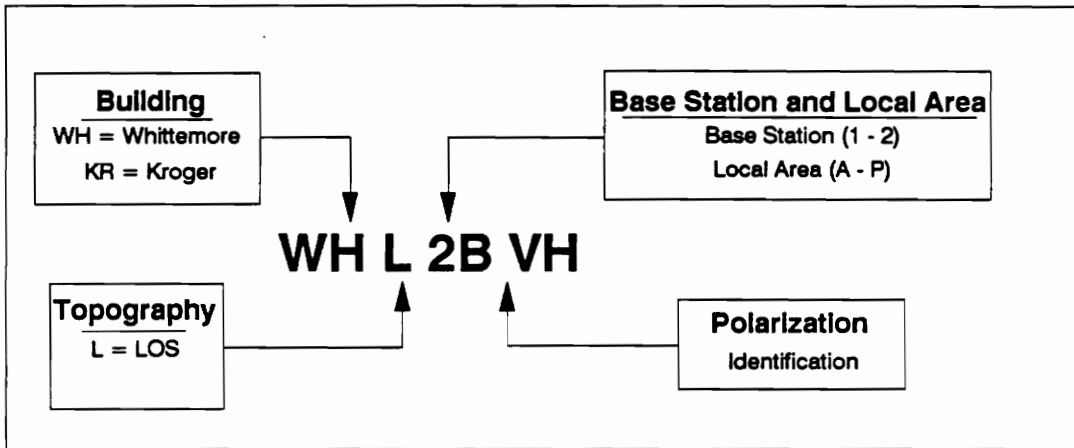 Building
WH = Whittemore
KR = Kroger
Base Station and Local Area
Base Station (1 - 2)
Local Area (A - P)
WH L 2B VH
Topography
L = LOS
Polarization
Identification